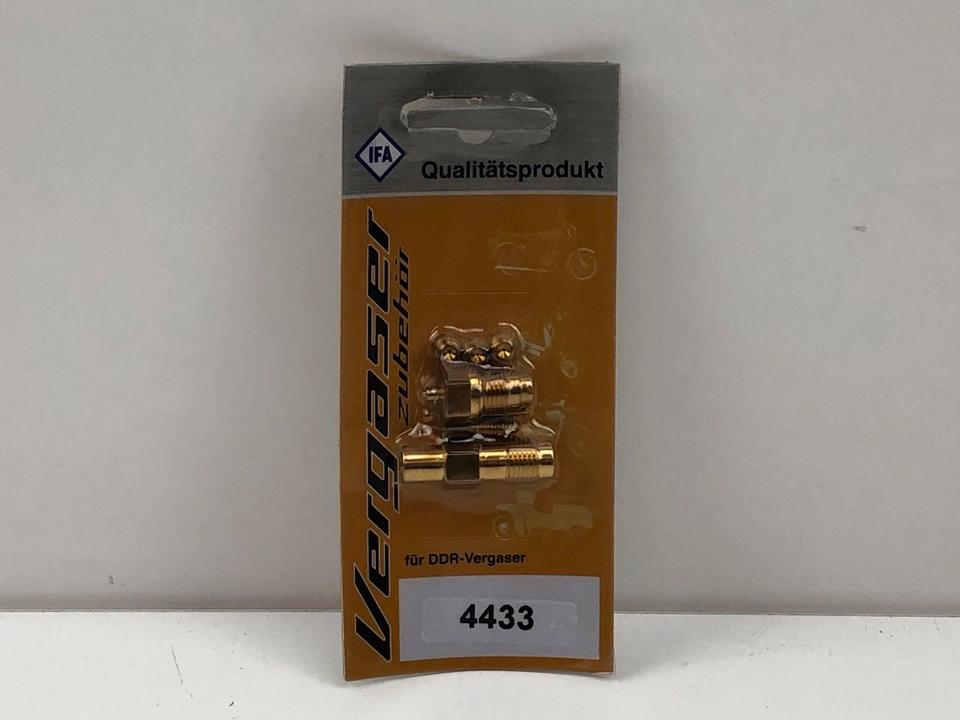 IFA
Qualitätsprodukt
Vergaser
zubehör
für DDR-Vergaser
4433